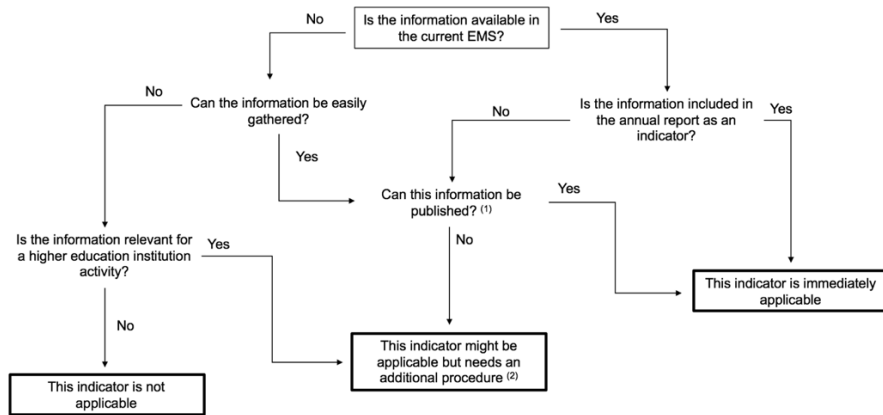 Is the information available in
the current EMS?
No
Yes
No
Can the information be easily
gathered?
Is the information included in
the annual report as an
indicator?
No
Yes
Yes
Can this information be
published? (1)
Yes
Is the information relevant for
a higher education institution
activity?
Yes
No
This indicator is immediately
applicable
No
This indicator might be
applicable but needs an
additional procedure (2)
This indicator is not
applicable